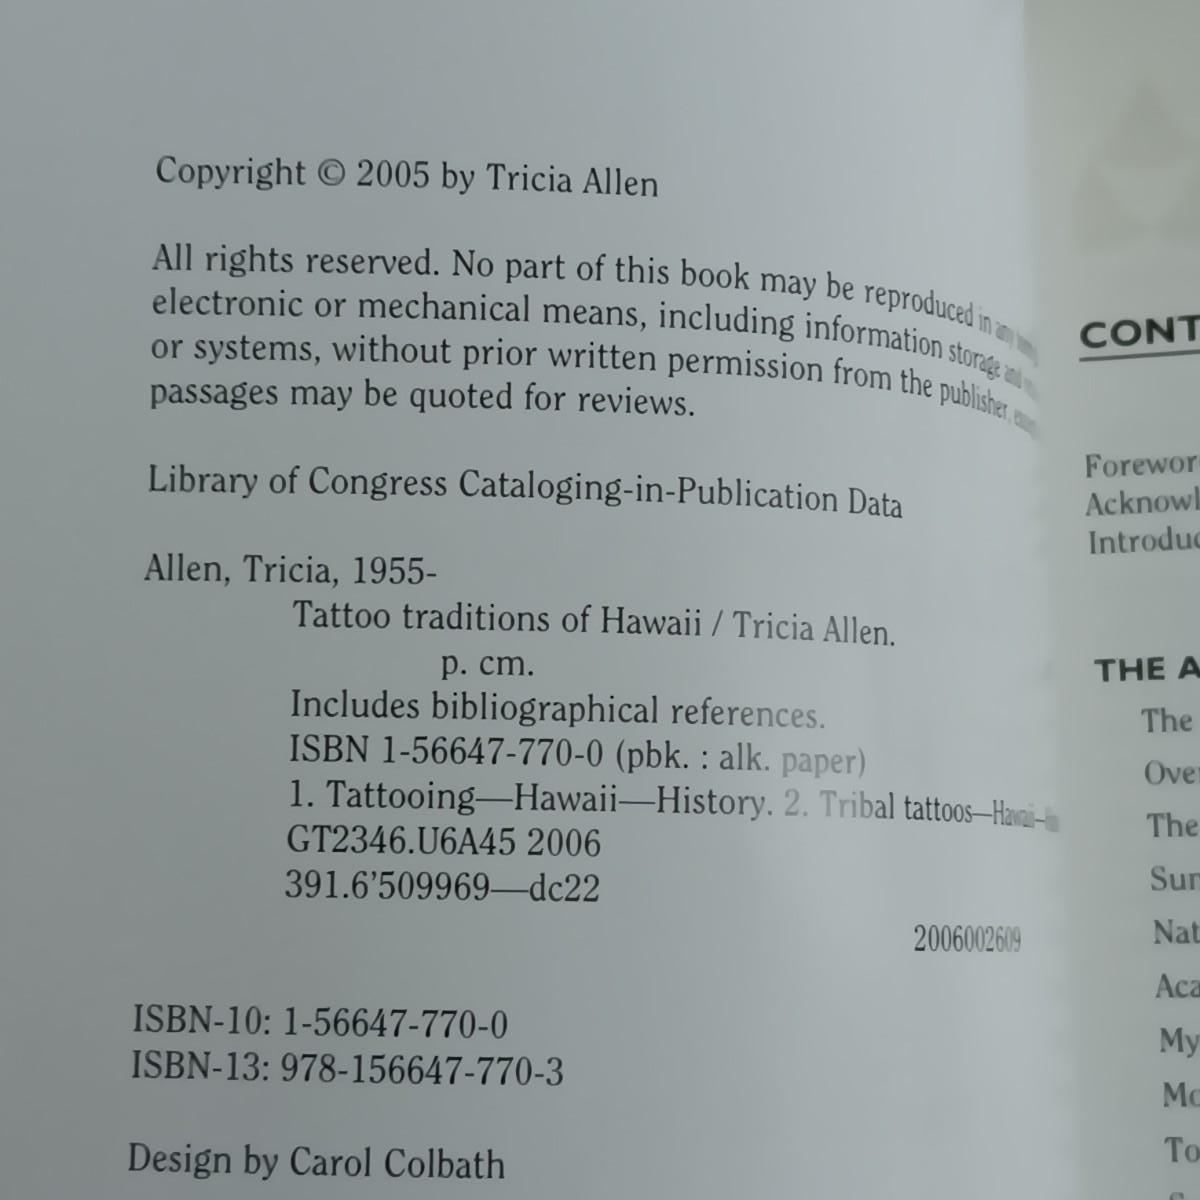 Copyright © 2005 by Tricia Allen
All rights reserved. No part of this book may be reproduced in any
electronic or mechanical means, including information storage and
or systems, without prior written permission from the publisher,
passages may be quoted for reviews.
Library of Congress Cataloging-in-Publication Data
Allen, Tricia, 1955-
Tattoo traditions of Hawaii / Tricia Allen.
p. cm.
Includes bibliographical references.
ISBN 1-56647-770-0 (pbk. : alk. paper)
1. Tattooing—Hawaii—History. 2. Tribal tattoos—Hawaii—
GT2346.U6A45 2006
391.6'509969—dc22
2006002609
ISBN-10: 1-56647-770-0
ISBN-13: 978-156647-770-3
Design by Carol Colbath
CONT
Forewor
Acknowl
Introduc
THE A
The
Over
The
Sur
Nat
Aca
My
Mo
To